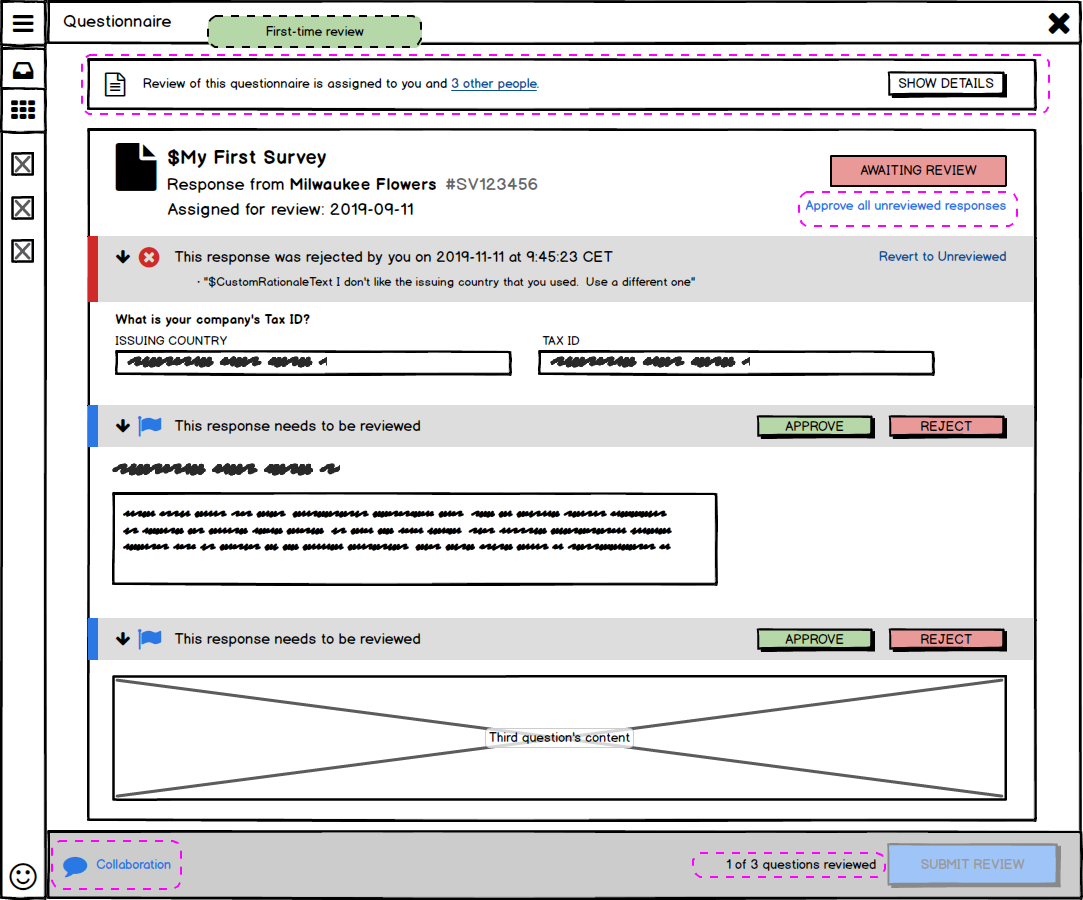 Questionnaire
First-time review
Review of this questionnaire is assigned to you and 3 other people.
SHOW DETAILS
$My First Survey
Response from Milwaukee Flowers #SV123456
Assigned for review: 2019-09-11
AWAITING REVIEW
Approve all unreviewed responses
This response was rejected by you on 2019-11-11 at 9:45:23 CET
Revert to Unreviewed
· "$CustomRationaleText I don't like the issuing country that you used.  Use a different one"
What is your company's Tax ID?
ISSUING COUNTRY
TAX ID
This response needs to be reviewed
APPROVE
REJECT
This response needs to be reviewed
APPROVE
REJECT
Third question's content
Collaboration
1 of 3 questions reviewed
SUBMIT REVIEW